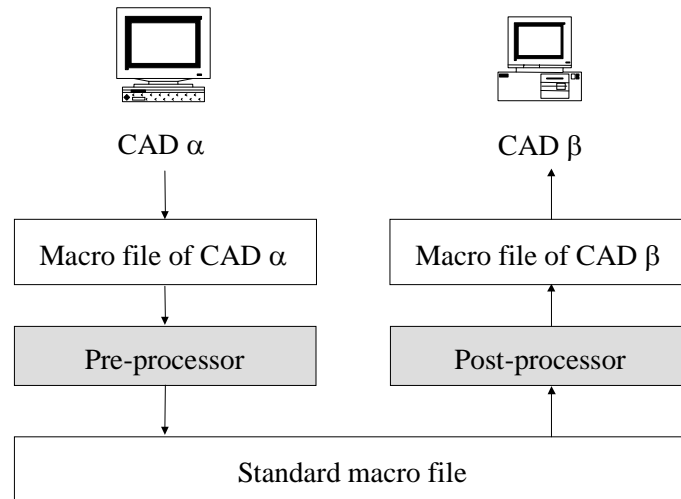 CAD α
CAD β
Macro file of CAD α
Macro file of CAD β
Pre-processor
Post-processor
Standard macro file